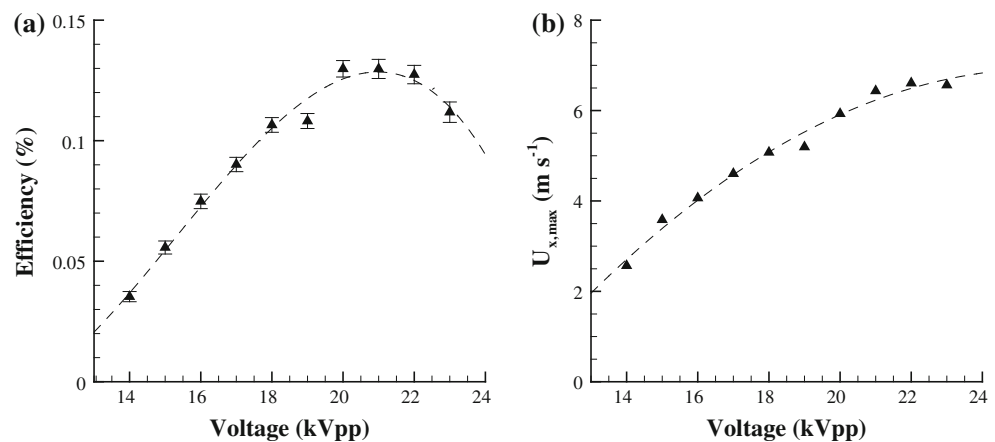 (a)
Efficiency (%)
0.15
0.1
0.05
0
14 16 18 20 22 24
Voltage (kVpp)
(b)
U_{x,max} (m s^{-1})
8
6
4
2
0
14 16 18 20 22 24
Voltage (kVpp)